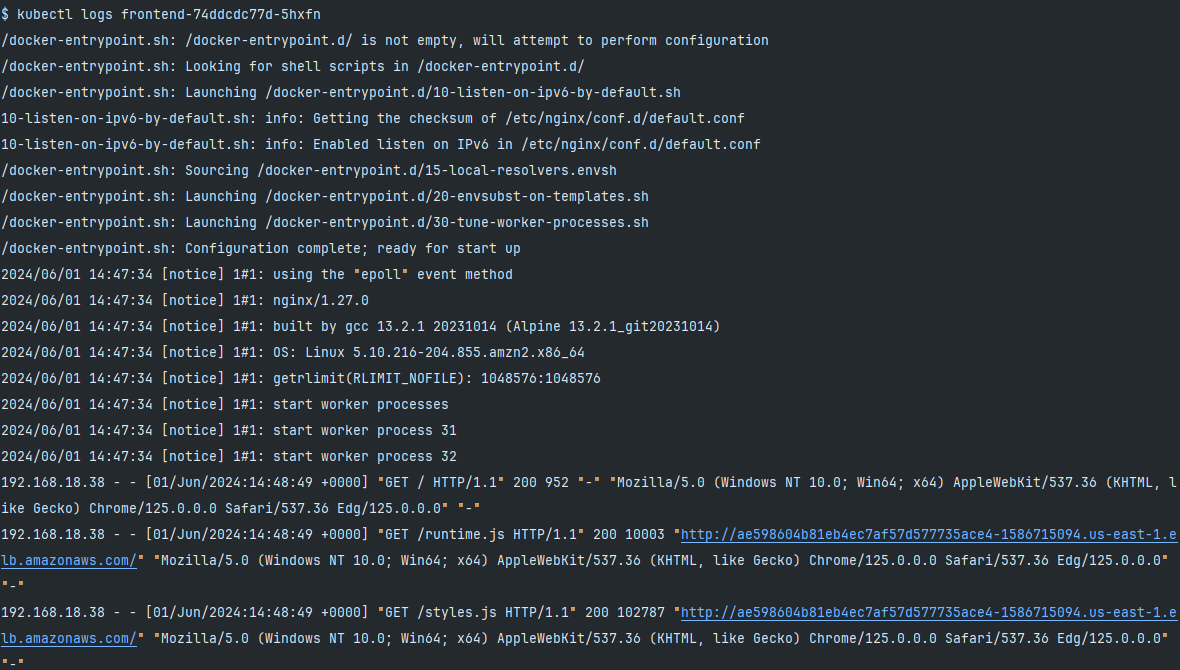 $ kubectl logs frontend-74ddcdc77d-5hxfn
/docker-entrypoint.sh: /docker-entrypoint.d/ is not empty, will attempt to perform configuration
/docker-entrypoint.sh: Looking for shell scripts in /docker-entrypoint.d/
/docker-entrypoint.sh: Launching /docker-entrypoint.d/10-listen-on-ipv6-by-default.sh
10-listen-on-ipv6-by-default.sh: info: Getting the checksum of /etc/nginx/conf.d/default.conf
10-listen-on-ipv6-by-default.sh: info: Enabled listen on IPv6 in /etc/nginx/conf.d/default.conf
/docker-entrypoint.sh: Sourcing /docker-entrypoint.d/15-local-resolvers.envsh
/docker-entrypoint.sh: Launching /docker-entrypoint.d/20-envsubst-on-templates.sh
/docker-entrypoint.sh: Launching /docker-entrypoint.d/30-tune-worker-processes.sh
/docker-entrypoint.sh: Configuration complete; ready for start up
2024/06/01 14:47:34 [notice] 1#1: using the "epoll" event method
2024/06/01 14:47:34 [notice] 1#1: nginx/1.27.0
2024/06/01 14:47:34 [notice] 1#1: built by gcc 13.2.1 20231014 (Alpine 13.2.1_git20231014)
2024/06/01 14:47:34 [notice] 1#1: OS: Linux 5.10.216-204.855.amzn2.x86_64
2024/06/01 14:47:34 [notice] 1#1: getrlimit(RLIMIT_NOFILE): 1048576:1048576
2024/06/01 14:47:34 [notice] 1#1: start worker processes
2024/06/01 14:47:34 [notice] 1#1: start worker process 31
2024/06/01 14:47:34 [notice] 1#1: start worker process 32
192.168.18.38 - - [01/Jun/2024:14:48:49 +0000] "GET / HTTP/1.1" 200 952 "-" "Mozilla/5.0 (Windows NT 10.0; Win64; x64) AppleWebKit/537.36 (KHTML, l
ike Gecko) Chrome/125.0.0.0 Safari/537.36 Edg/125.0.0.0" "-"
192.168.18.38 - - [01/Jun/2024:14:48:49 +0000] "GET /runtime.js HTTP/1.1" 200 10003 "http://ae598604b81eb4ec7af57d577735ace4-1586715094.us-east-1.e
lb.amazonaws.com/" "Mozilla/5.0 (Windows NT 10.0; Win64; x64) AppleWebKit/537.36 (KHTML, like Gecko) Chrome/125.0.0.0 Safari/537.36 Edg/125.0.0.0"
"-"
192.168.18.38 - - [01/Jun/2024:14:48:49 +0000] "GET /styles.js HTTP/1.1" 200 102787 "http://ae598604b81eb4ec7af57d577735ace4-1586715094.us-east-1.e
lb.amazonaws.com/" "Mozilla/5.0 (Windows NT 10.0; Win64; x64) AppleWebKit/537.36 (KHTML, like Gecko) Chrome/125.0.0.0 Safari/537.36 Edg/125.0.0.0"
"-"